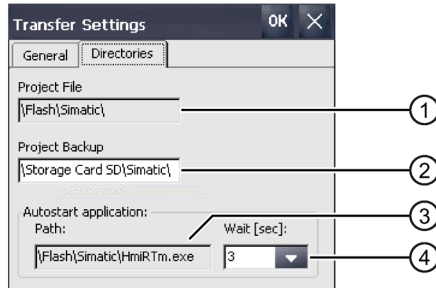 Transfer Settings OK
General Directories
Project File
\Flash\Simatic\
1
Project Backup
\Storage Card SD\Simatic\
2
Autostart application:
3
Path: Wait [sec]:
\Flash\Simatic\HmiRTm.exe 3
4